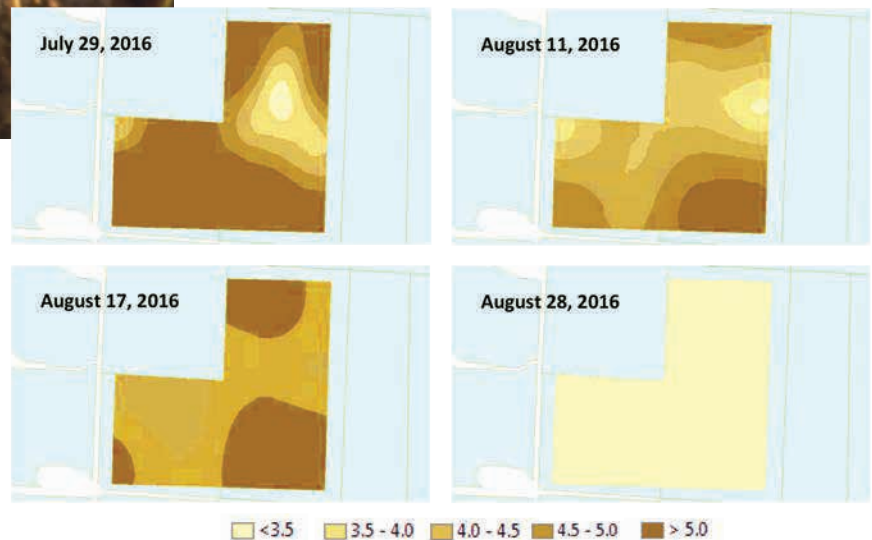 July 29, 2016
August 11, 2016
August 17, 2016
August 28, 2016
<3.5 3.5 - 4.0 4.0 - 4.5 4.5 - 5.0 > 5.0